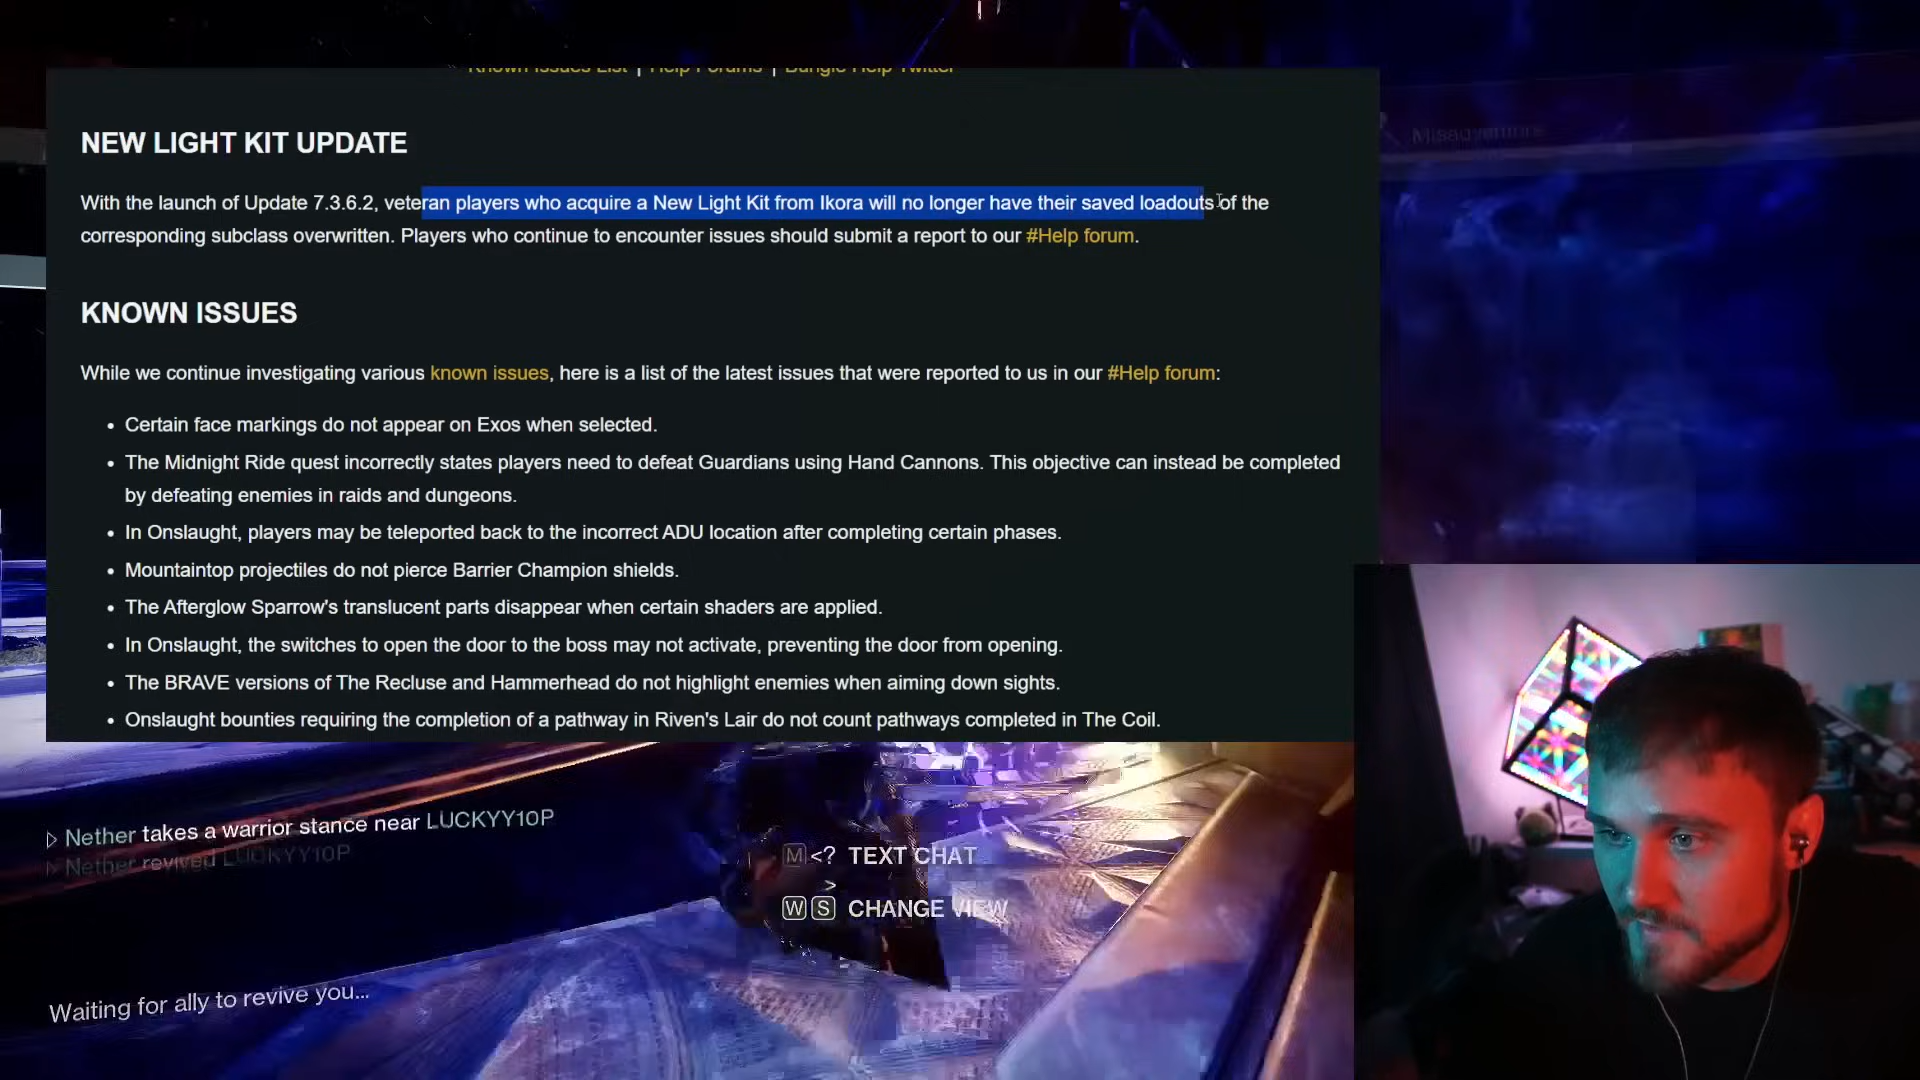 Known Issues List | Help Forums | Bungie Help Twitter
Misadventure
NEW LIGHT KIT UPDATE
With the launch of Update 7.3.6.2, veteran players who acquire a New Light Kit from Ikora will no longer have their saved loadouts of the
corresponding subclass overwritten. Players who continue to encounter issues should submit a report to our #Help forum.
KNOWN ISSUES
While we continue investigating various known issues, here is a list of the latest issues that were reported to us in our #Help forum:
• Certain face markings do not appear on Exos when selected.
• The Midnight Ride quest incorrectly states players need to defeat Guardians using Hand Cannons. This objective can instead be completed
by defeating enemies in raids and dungeons.
• In Onslaught, players may be teleported back to the incorrect ADU location after completing certain phases.
• Mountaintop projectiles do not pierce Barrier Champion shields.
• The Afterglow Sparrow's translucent parts disappear when certain shaders are applied.
• In Onslaught, the switches to open the door to the boss may not activate, preventing the door from opening.
• The BRAVE versions of The Recluse and Hammerhead do not highlight enemies when aiming down sights.
• Onslaught bounties requiring the completion of a pathway in Riven's Lair do not count pathways completed in The Coil.
Nether takes a warrior stance near LUCKYY10P
Nether revived LUCKYY10P
M <? TEXT CHAT
>
W S CHANGE VIEW
Waiting for ally to revive you...